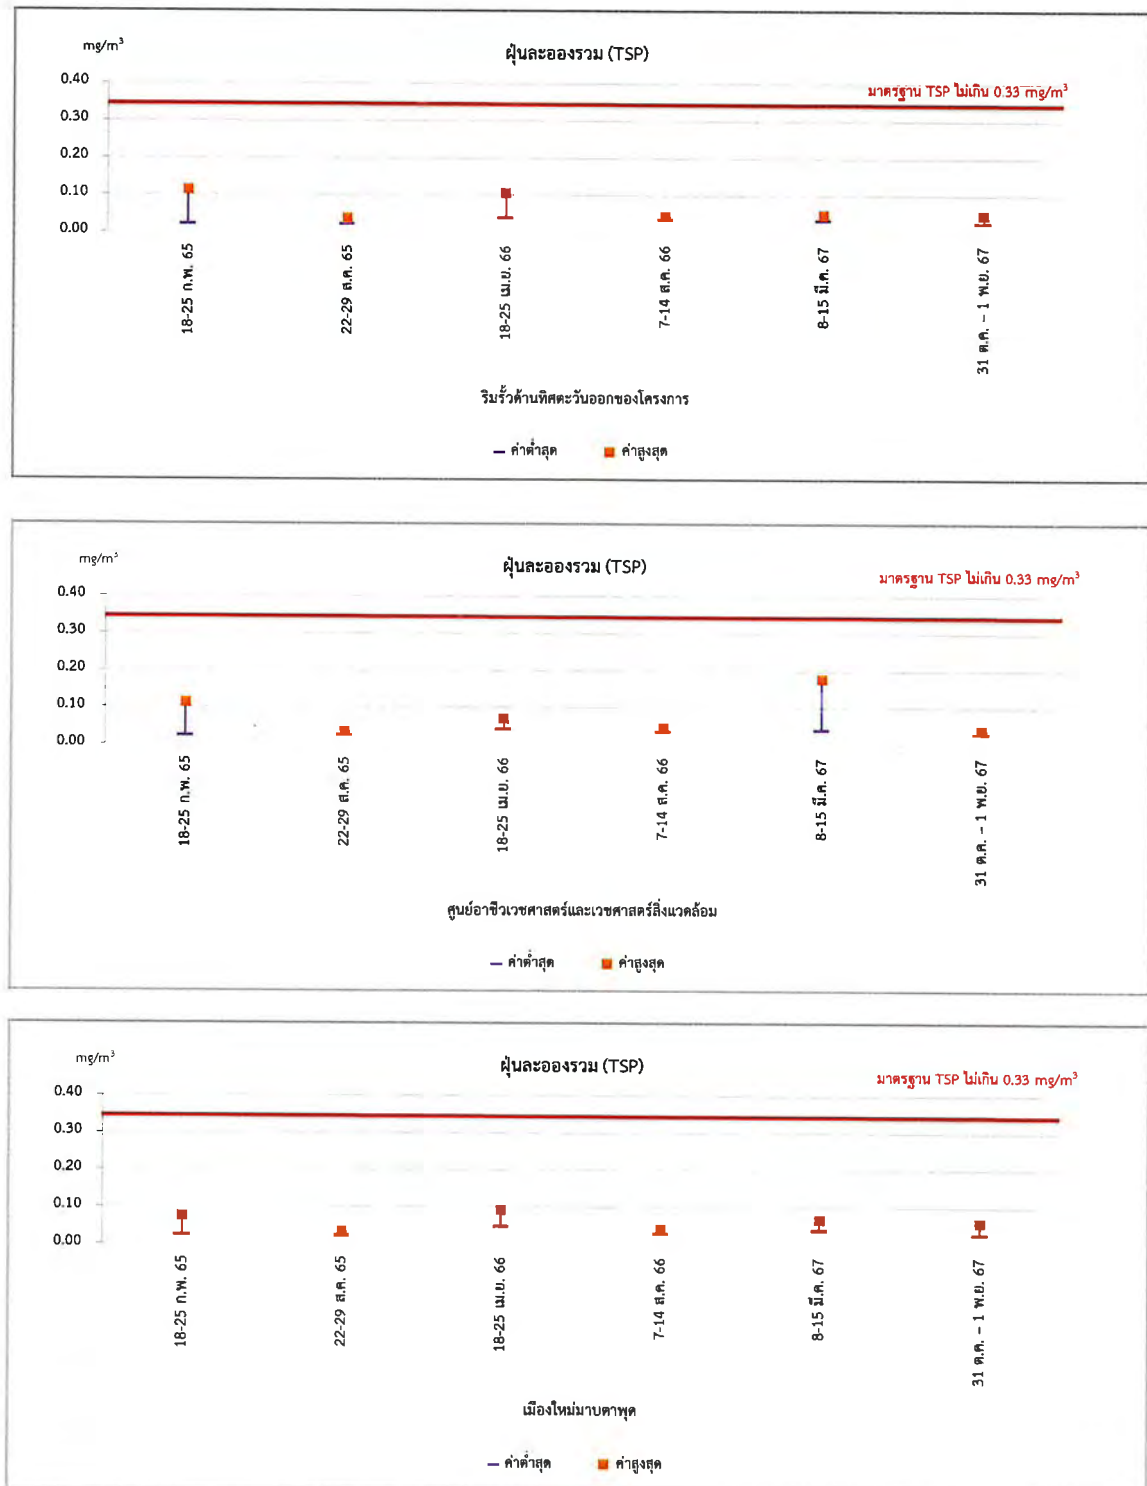 mg/m³
ฝุ่นละอองรวม (TSP)
มาตรฐาน TSP ไม่เกิน 0.33 mg/m³
0.40
0.30
0.20
0.10
0.00
18-25 ก.พ. 65
22-29 ส.ค. 65
18-25 เม.ย. 66
7-14 ส.ค. 66
8-15 มี.ค. 67
31 ต.ค. – 1 พ.ย. 67
ริมรั้วด้านทิศตะวันออกของโครงการ
ค่าต่ำสุด ค่าสูงสุด
mg/m³
ฝุ่นละอองรวม (TSP)
มาตรฐาน TSP ไม่เกิน 0.33 mg/m³
0.40
0.30
0.20
0.10
0.00
18-25 ก.พ. 65
22-29 ส.ค. 65
18-25 เม.ย. 66
7-14 ส.ค. 66
8-15 มี.ค. 67
31 ต.ค. – 1 พ.ย. 67
ศูนย์อาชีวเวชศาสตร์และเวชศาสตร์สิ่งแวดล้อม
ค่าต่ำสุด ค่าสูงสุด
mg/m³
ฝุ่นละอองรวม (TSP)
มาตรฐาน TSP ไม่เกิน 0.33 mg/m³
0.40
0.30
0.20
0.10
0.00
18-25 ก.พ. 65
22-29 ส.ค. 65
18-25 เม.ย. 66
7-14 ส.ค. 66
8-15 มี.ค. 67
31 ต.ค. – 1 พ.ย. 67
เมืองใหม่มาบตาพุด
ค่าต่ำสุด ค่าสูงสุด